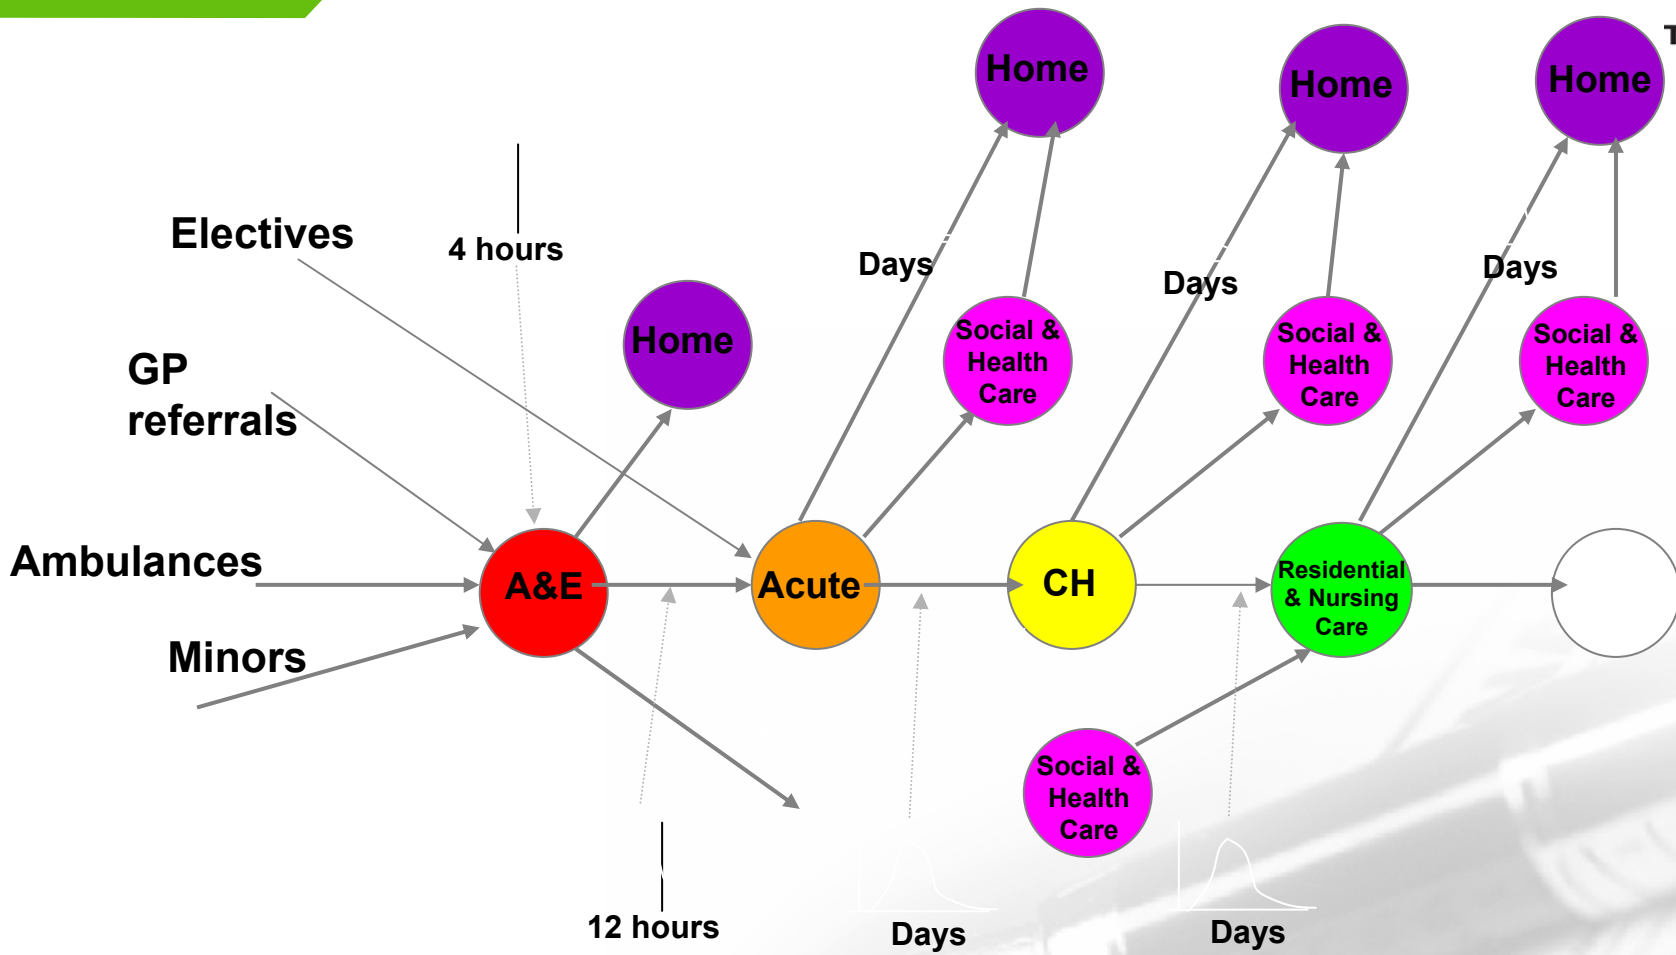 Home
Home
Home
Electives
4 hours
Days
Days
Days
Home
Social &
Health
Care
Social &
Health
Care
Social &
Health
Care
GP
referrals
Ambulances
A&E
Acute
CH
Residential
& Nursing
Care
Minors
Social &
Health
Care
12 hours
Days
Days